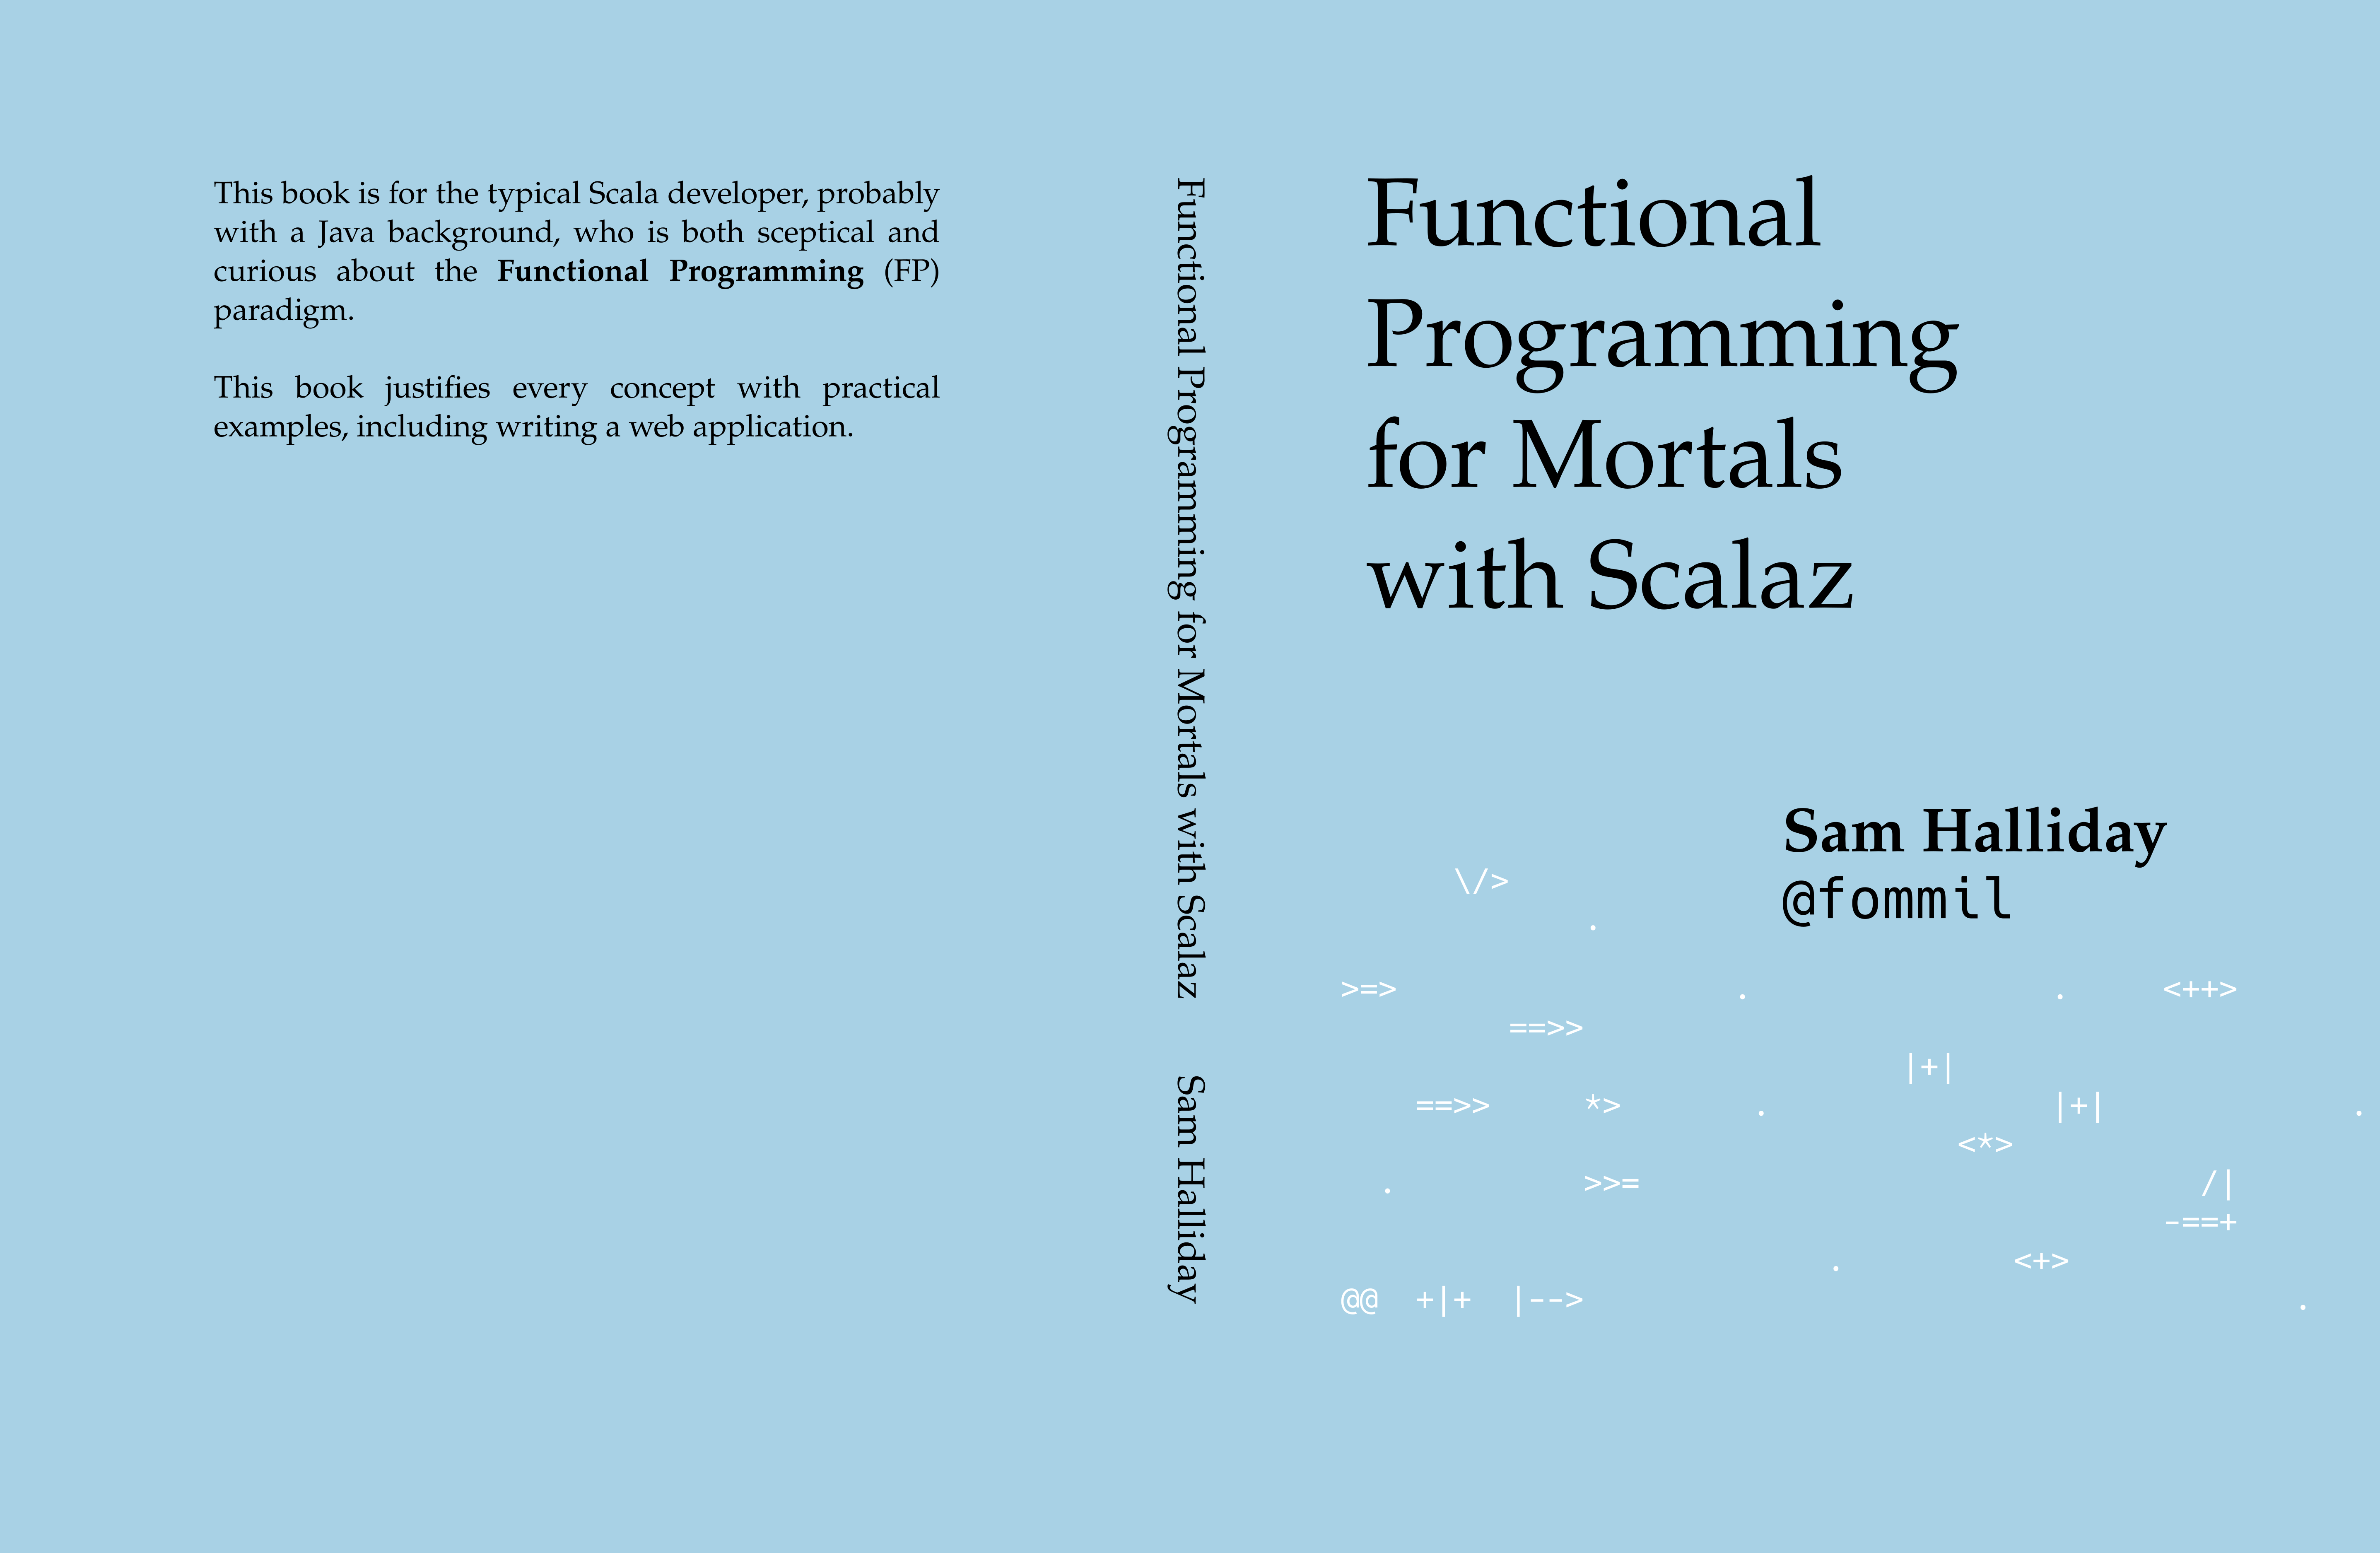 This book is for the typical Scala developer, probably
with a Java background, who is both sceptical and
curious about the Functional Programming (FP)
paradigm.
This book justifies every concept with practical
examples, including writing a web application.
Functional Programming for Mortals with Scalaz Sam Halliday
Functional
Programming
for Mortals
with Scalaz
Sam Halliday
@fommil
\/>
.
>=> . . <++>
==>>
|+|
==>> *> . |+| .
<*>
. >>= /|
-==+
. <+>
@@ +|+ |--> .